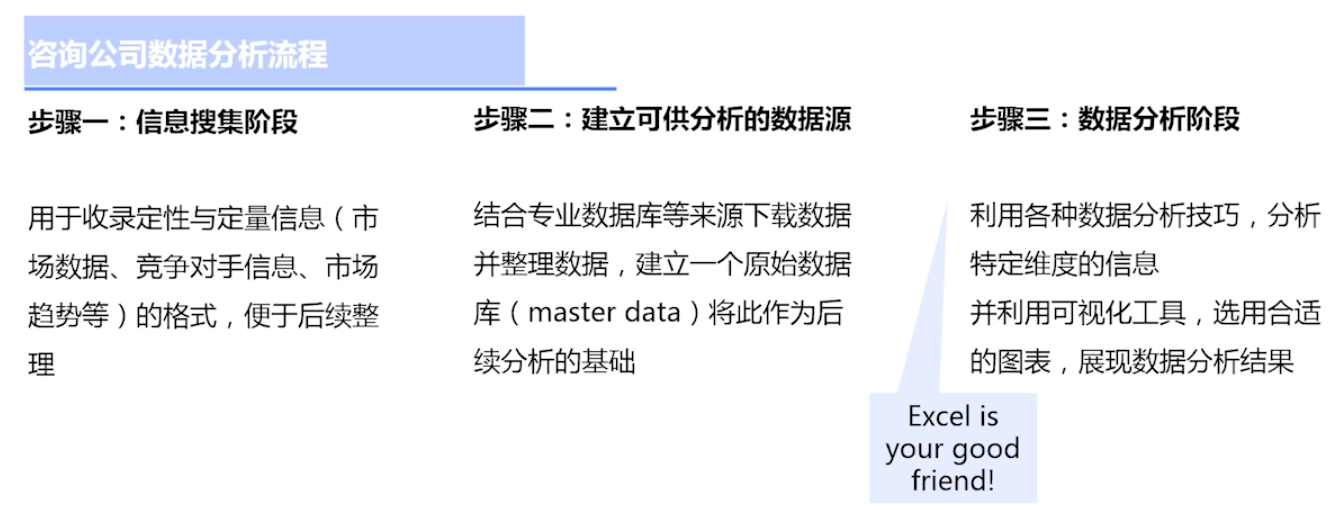 咨询公司数据分析流程
步骤一：信息搜集阶段
用于收录定性与定量信息（市
场数据、竞争对手信息、市场
趋势等）的格式，便于后续整
理
步骤二：建立可供分析的数据源
结合专业数据库等来源下载数据
并整理数据，建立一个原始数据
库（master data）将此作为后
续分析的基础
步骤三：数据分析阶段
利用各种数据分析技巧，分析
特定维度的信息
并利用可视化工具，选用合适
的图表，展现数据分析结果
Excel is
your good
friend!